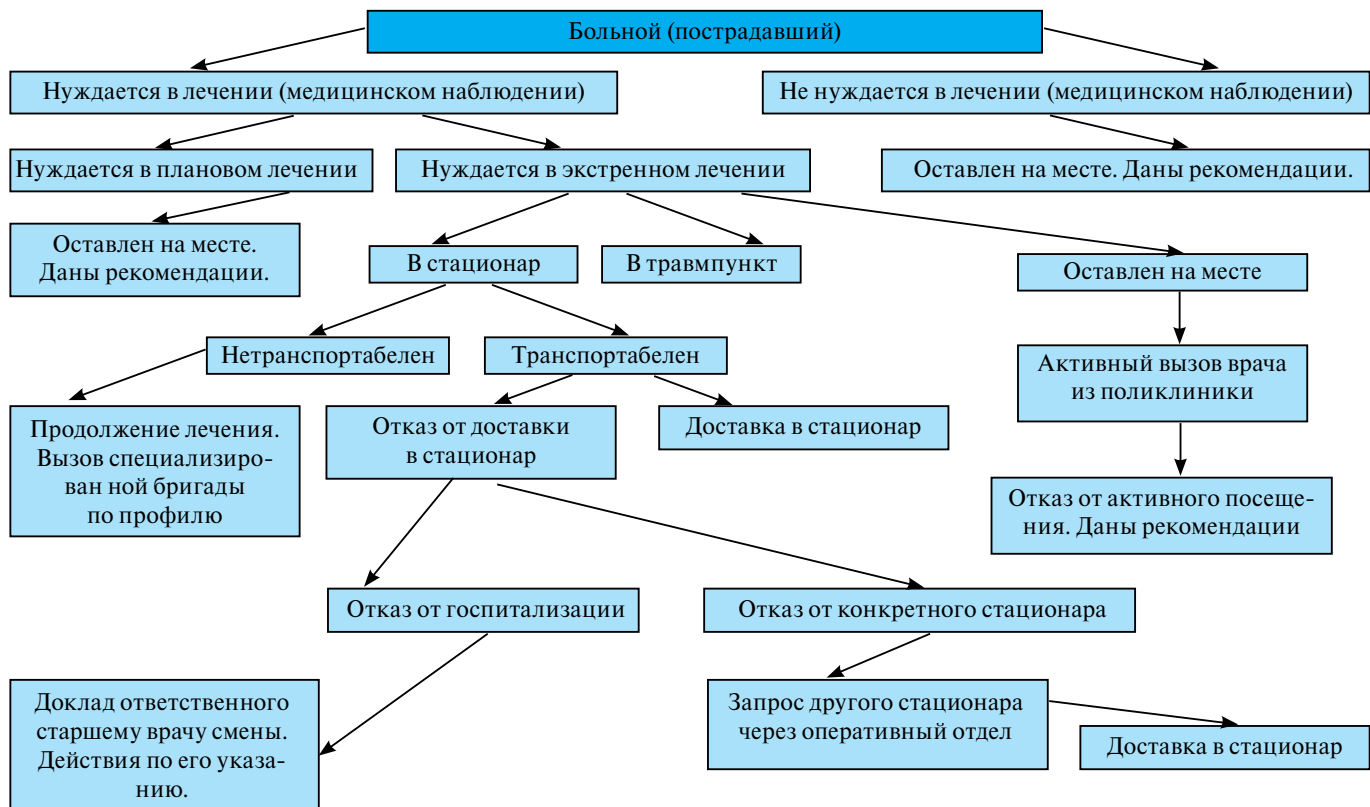 Больной (пострадавший)
Нуждается в лечении (медицинском наблюдении)
Не нуждается в лечении (медицинском наблюдении)
Нуждается в плановом лечении
Нуждается в экстренном лечении
Оставлен на месте. Даны рекомендации.
Оставлен на месте.
Даны рекомендации.
В стационар
В травмпункт
Оставлен на месте
Нетранспортабелен
Транспортабелен
Активный вызов врача
из поликлиники
Продолжение лечения.
Вызов специализиро-
ван ной бригады
по профилю
Отказ от доставки
в стационар
Доставка в стационар
Отказ от активного посеще-
ния. Даны рекомендации
Отказ от госпитализации
Отказ от конкретного стационара
Доклад ответственного
старшему врачу смены.
Действия по его указа-
нию.
Запрос другого стационара
через оперативный отдел
Доставка в стационар